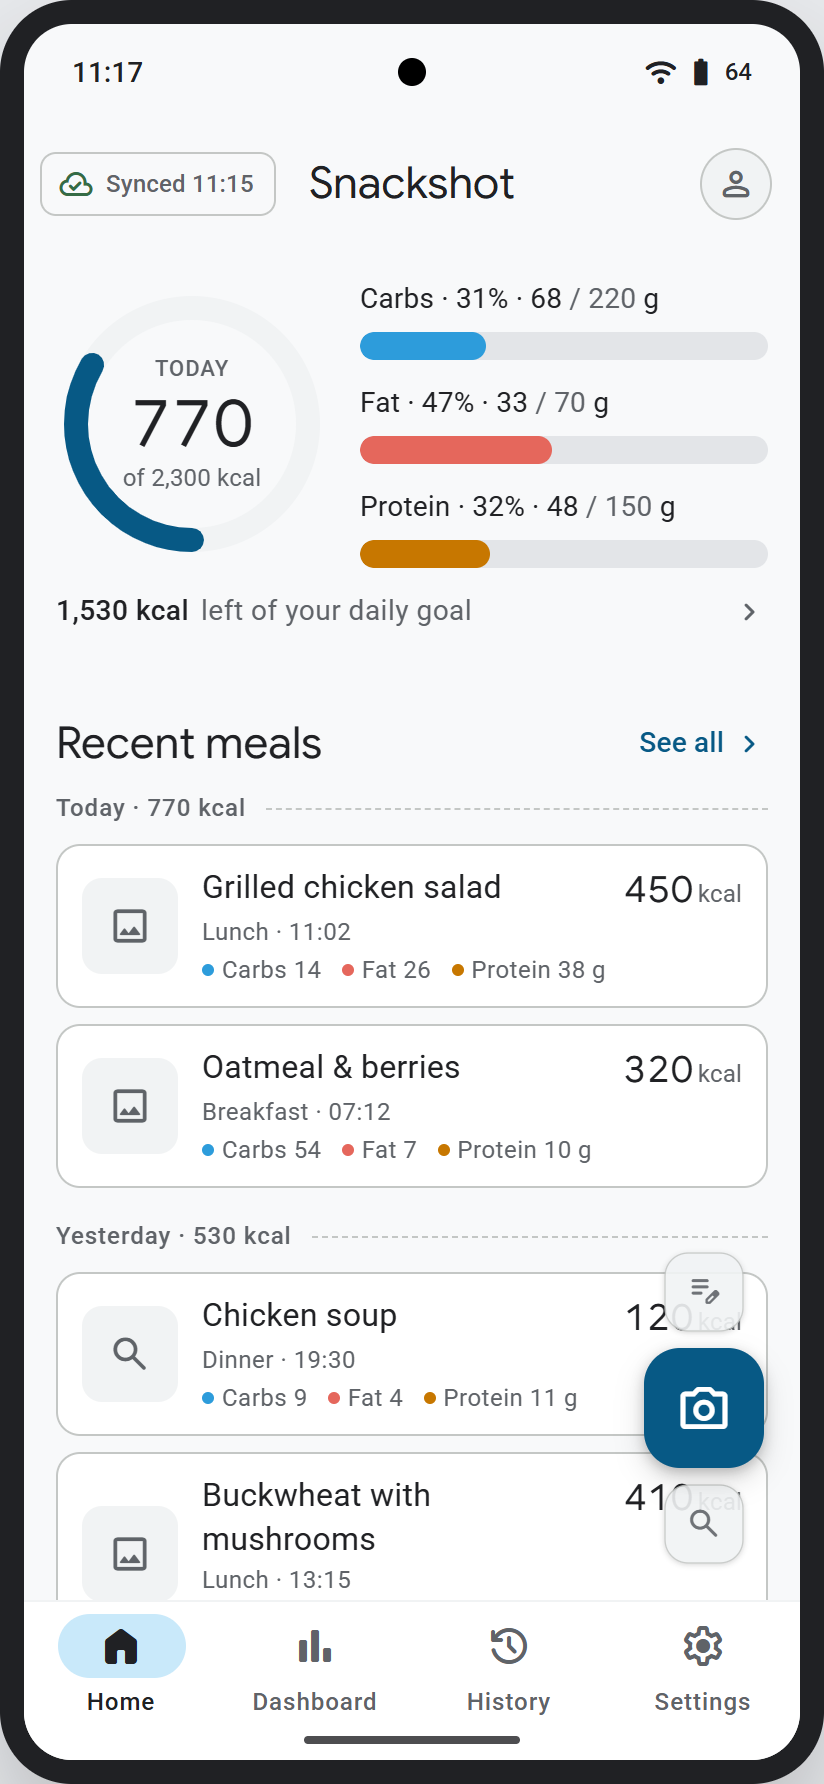 11:17
64
Synced 11:15
Snackshot
TODAY
770
of 2,300 kcal
Carbs · 31% · 68 / 220 g
Fat · 47% · 33 / 70 g
Protein · 32% · 48 / 150 g
1,530 kcal left of your daily goal
Recent meals
See all
Today · 770 kcal
Grilled chicken salad
450 kcal
Lunch · 11:02
Carbs 14 Fat 26 Protein 38 g
Oatmeal & berries
320 kcal
Breakfast · 07:12
Carbs 54 Fat 7 Protein 10 g
Yesterday · 530 kcal
Chicken soup
120 kcal
Dinner · 19:30
Carbs 9 Fat 4 Protein 11 g
Buckwheat with
mushrooms
410 kcal
Lunch · 13:15
Home
Dashboard
History
Settings